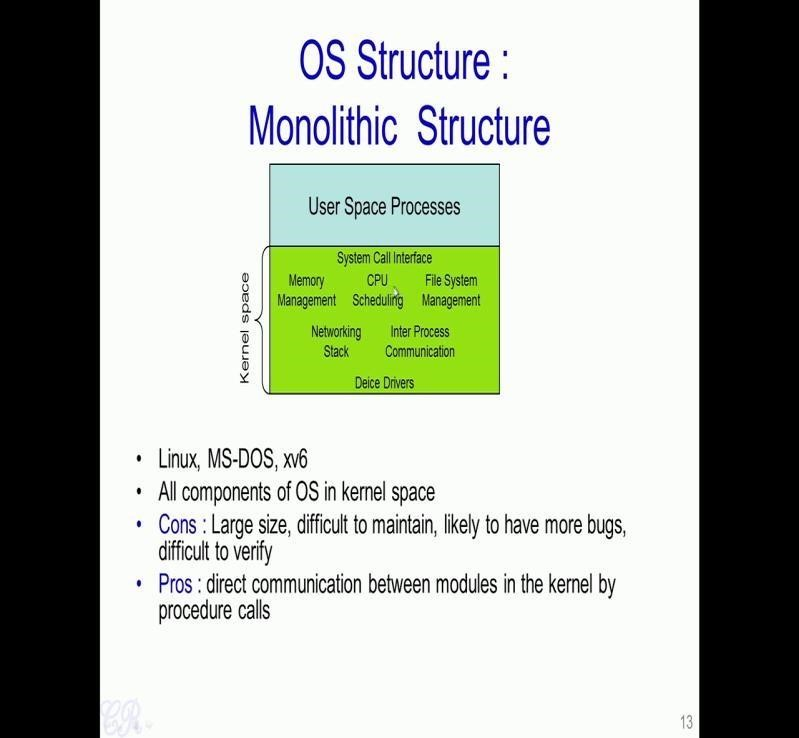 OS Structure :
Monolithic Structure
User Space Processes
Kernel space
System Call Interface
Memory CPU File System
Management Scheduling Management
Networking Inter Process
Stack Communication
Deice Drivers
• Linux, MS-DOS, xv6
• All components of OS in kernel space
• Cons : Large size, difficult to maintain, likely to have more bugs,
difficult to verify
• Pros : direct communication between modules in the kernel by
procedure calls
13